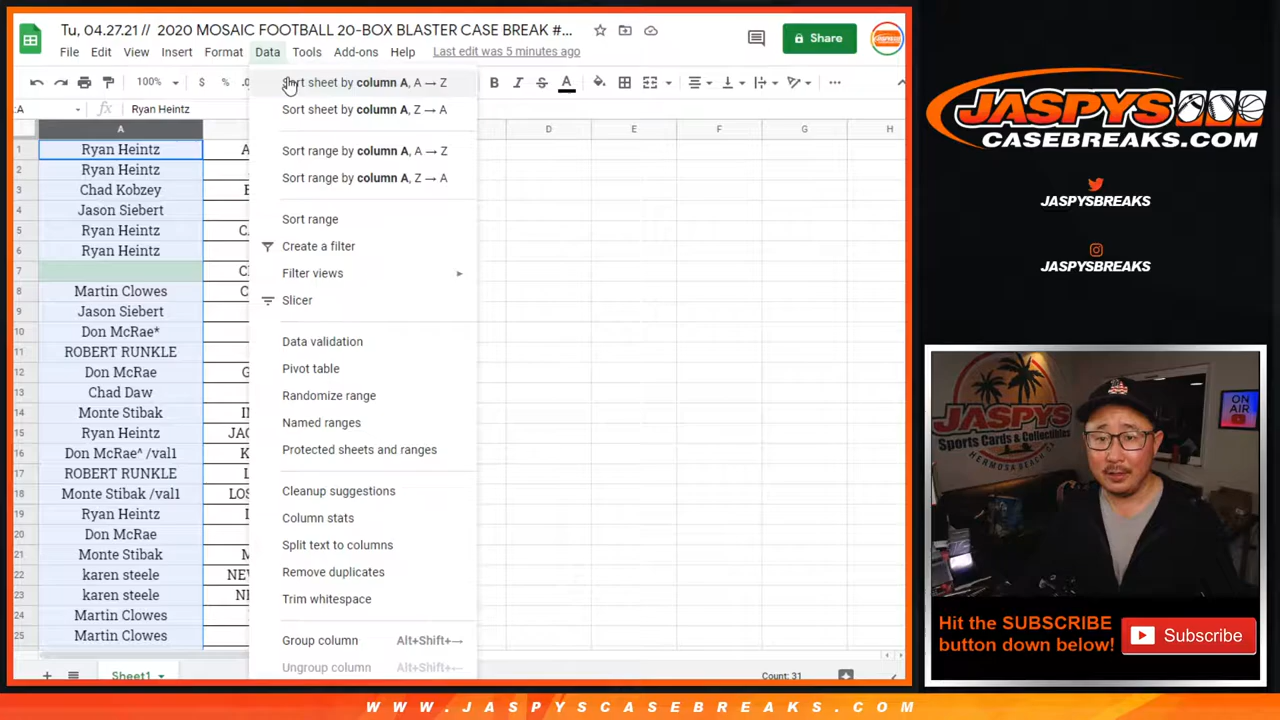 Tu, 04.27.21 // 2020 MOSAIC FOOTBALL 20-BOX BLASTER CASE BREAK #...
File Edit View Insert Format Data Tools Add-ons Help Last edit was 5 minutes ago
Share
100% $ % .0 B I S A
:A fx Ryan Heintz
A D E F G H
1 Ryan Heintz A
2 Ryan Heintz
3 Chad Kobzey
4 Jason Siebert
5 Ryan Heintz
6 Ryan Heintz
7
8 Martin Clowes
9 Jason Siebert
10 Don McRae*
11 ROBERT RUNKLE
12 Don McRae
13 Chad Daw
14 Monte Stibak
15 Ryan Heintz
16 Don McRae^ /val1
17 ROBERT RUNKLE
18 Monte Stibak /val1
19 Ryan Heintz
20 Don McRae
21 Monte Stibak
22 karen steele
23 karen steele
24 Martin Clowes
25 Martin Clowes
Sort sheet by column A, A → Z
Sort sheet by column A, Z → A
Sort range by column A, A → Z
Sort range by column A, Z → A
Sort range
Create a filter
Filter views
Slicer
Data validation
Pivot table
Randomize range
Named ranges
Protected sheets and ranges
Cleanup suggestions
Column stats
Split text to columns
Remove duplicates
Trim whitespace
Group column Alt+Shift+→
Ungroup column Alt+Shift+←
Sheet1
Count: 31
JASPYS
CASEBREAKS.COM
JASPYSBREAKS
JASPYSBREAKS
JASPYS
Sports Cards & Collectibles
HERMOSA BEACH
ON AIR
Hit the SUBSCRIBE
button down below!
Subscribe
WWW.JASPYSCASEBREAKS.COM